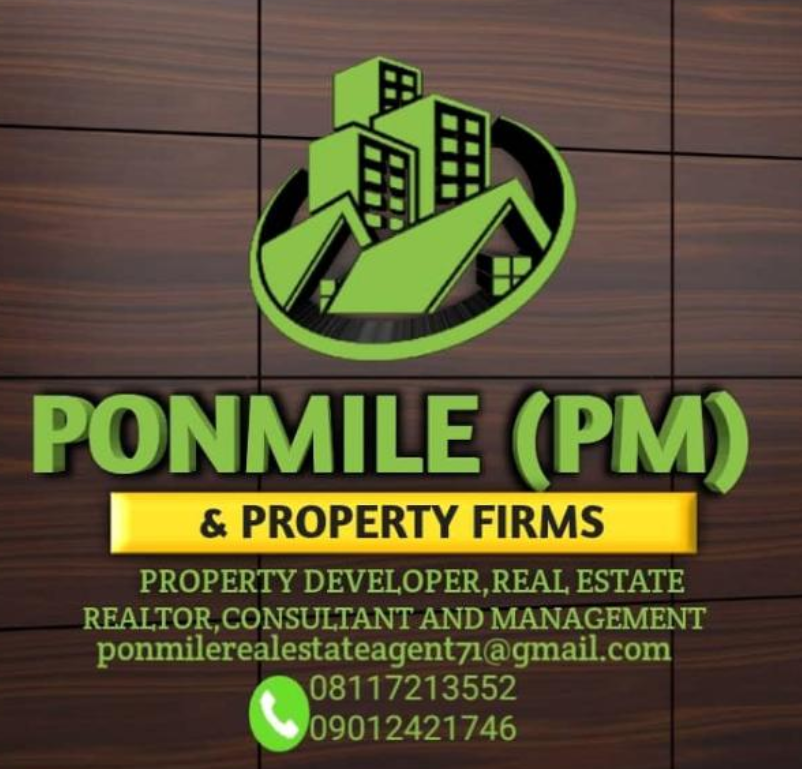 PONMILE (PM)
& PROPERTY FIRMS
PROPERTY DEVELOPER,REAL ESTATE
REALTOR,CONSULTANT AND MANAGEMENT
ponmilerealestateagent71@gmail.com
08117213552
09012421746